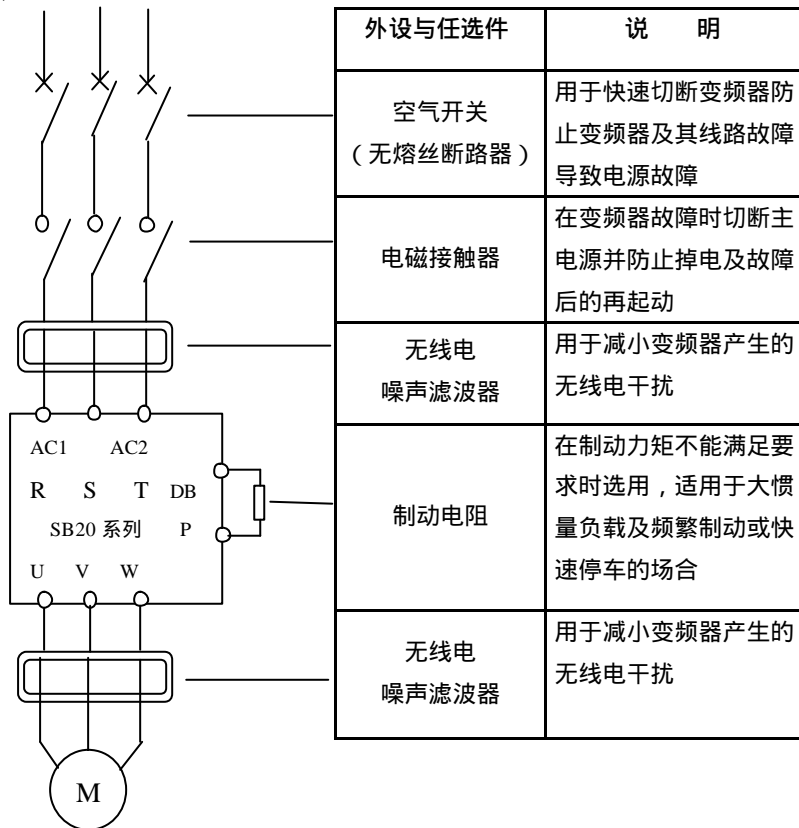 外设与任选件
说 明
空气开关
（无熔丝断路器）
用于快速切断变频器防
止变频器及其线路故障
导致电源故障
电磁接触器
在变频器故障时切断主
电源并防止掉电及故障
后的再起动
无线电
噪声滤波器
用于减小变频器产生的
无线电干扰
AC1 AC2
R S T DB
SB20 系列 P
U V W
制动电阻
在制动力矩不能满足要
求时选用，适用于大惯
量负载及频繁制动或快
速停车的场合
无线电
噪声滤波器
用于减小变频器产生的
无线电干扰
M